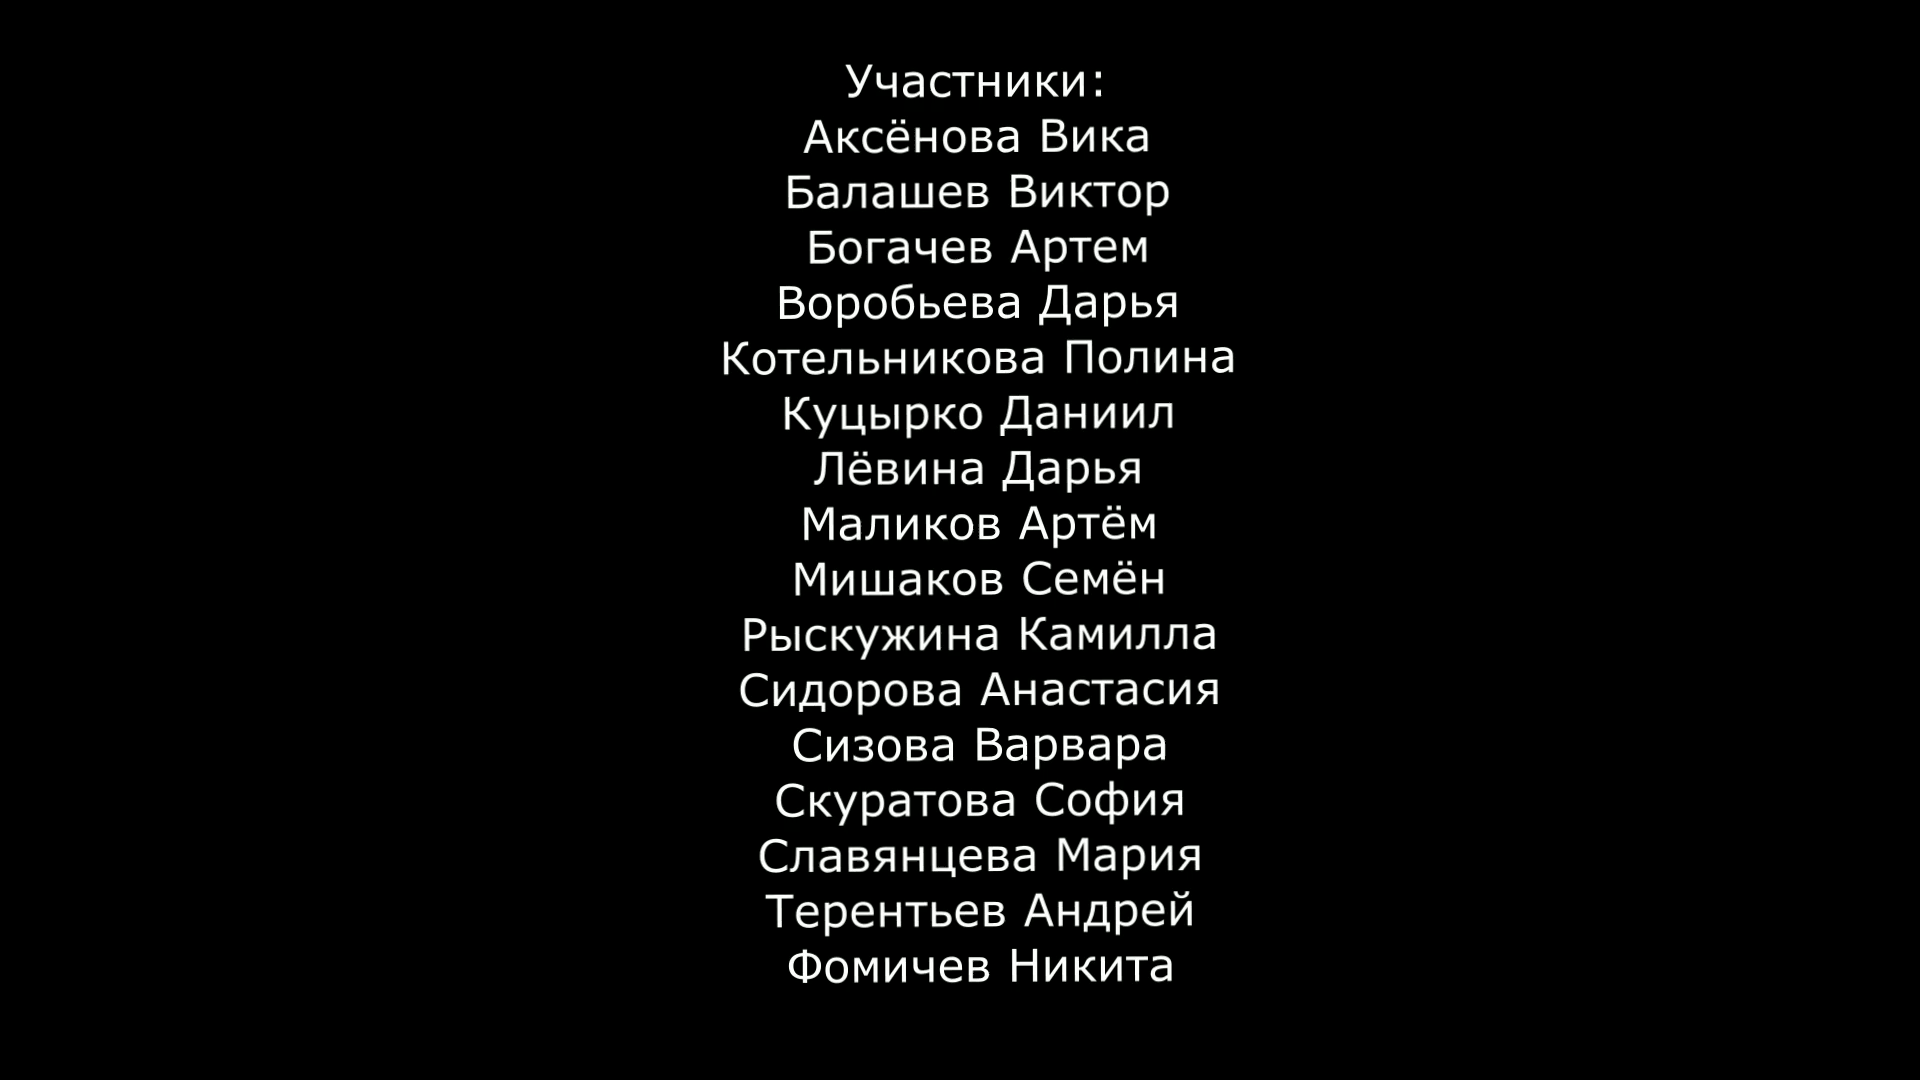 Участники:
Аксёнова Вика
Балашев Виктор
Богачев Артем
Воробьева Дарья
Котельникова Полина
Куцырко Даниил
Лёвина Дарья
Маликов Артём
Мишаков Семён
Рыскужина Камилла
Сидорова Анастасия
Сизова Варвара
Скуратова София
Славянцева Мария
Терентьев Андрей
Фомичев Никита